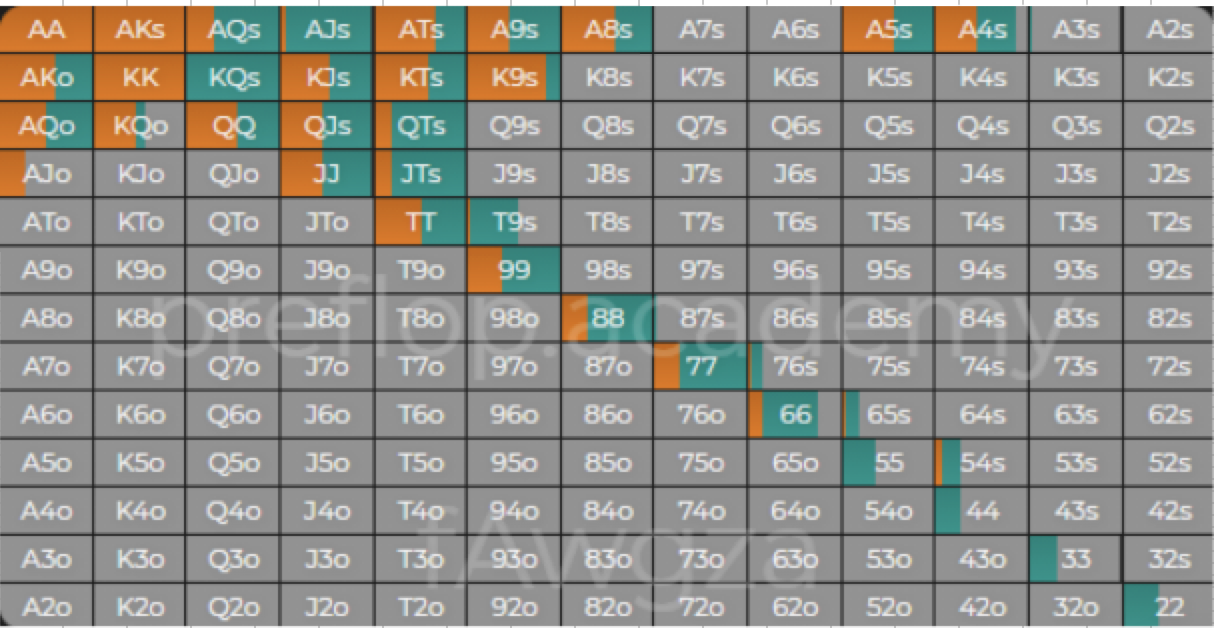 AA AKs AQs AJs ATs A9s A8s A7s A6s A5s A4s A3s A2s
AKo KK KQs KJs KTs K9s K8s K7s K6s K5s K4s K3s K2s
AQo KQo QQ QJs QTs Q9s Q8s Q7s Q6s Q5s Q4s Q3s Q2s
AJo KJo QJo JJ JTs J9s J8s J7s J6s J5s J4s J3s J2s
ATo KTo QTo JTo TT T9s T8s T7s T6s T5s T4s T3s T2s
A9o K9o Q9o J9o T9o 99 98s 97s 96s 95s 94s 93s 92s
preflop.academy
A8o K8o Q8o J8o T8o 98o 88 87s 86s 85s 84s 83s 82s
A7o K7o Q7o J7o T7o 97o 87o 77 76s 75s 74s 73s 72s
A6o K6o Q6o J6o T6o 96o 86o 76o 66 65s 64s 63s 62s
A5o K5o Q5o J5o T5o 95o 85o 75o 65o 55 54s 53s 52s
A4o K4o Q4o J4o T4o 94o 84o 74o 64o 54o 44 43s 42s
fAwgza
A3o K3o Q3o J3o T3o 93o 83o 73o 63o 53o 43o 33 32s
A2o K2o Q2o J2o T2o 92o 82o 72o 62o 52o 42o 32o 22